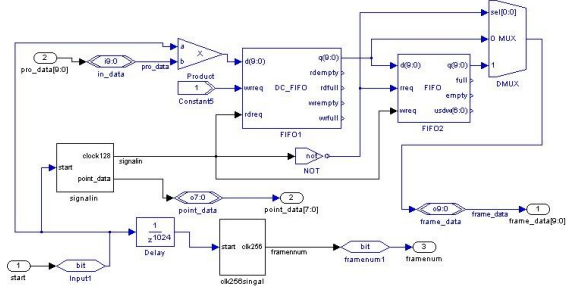 sel(0:0)
a
b
X
d(9:0)
q(9:0)
0 MUX
1
DMUX
2
pro_data[9:0]
i9:0
in_data
pro_data
Product
1
Constant5
rdempty
wrreq
DC_FIFO
rdfull
wrempty
rdreq
wrfull
FIFO1
d(9:0)
q(9:0)
full
rreq
FIFO
empty
wreq
usdw(6:0)
FIFO2
clock128
signalin
start
point_data
signalin
not
NOT
o7:0
point_data
2
point_data[7:0]
o9:0
frame_data
frame_data
1
frame_data[9:0]
1
z1024
Delay
start
clk256
clk256singal
framennum
bit
framenum1
3
framenum
1
start
bit
Input1